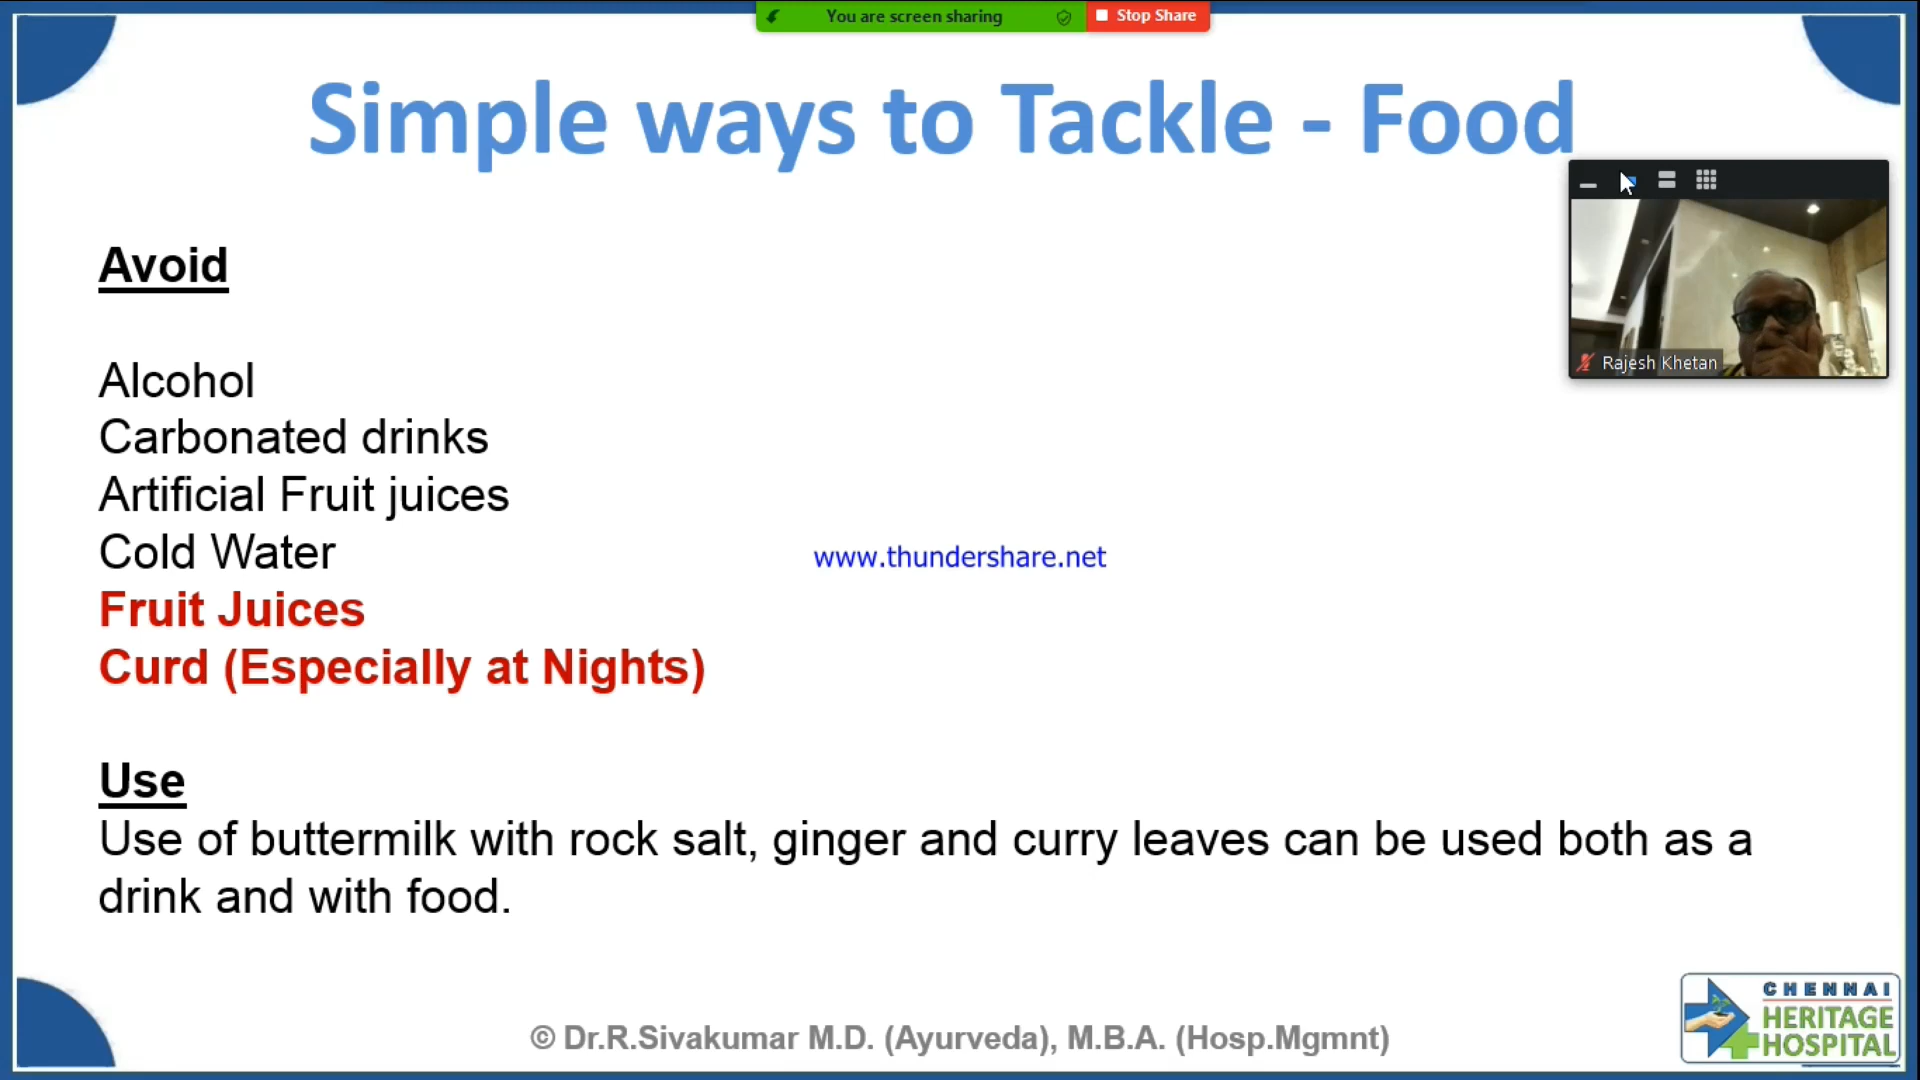 You are screen sharing
Stop Share
Simple ways to Tackle - Food
Rajesh Khetan
Avoid
Alcohol
Carbonated drinks
Artificial Fruit juices
Cold Water
www.thundershare.net
Fruit Juices
Curd (Especially at Nights)
Use
Use of buttermilk with rock salt, ginger and curry leaves can be used both as a
drink and with food.
© Dr.R.Sivakumar M.D. (Ayurveda), M.B.A. (Hosp.Mgmnt)
CHENNAI
HERITAGE
HOSPITAL